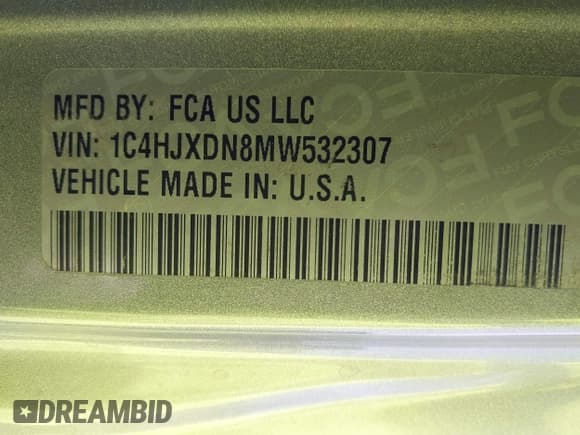 MFD BY: FCA US LLC
VIN: 1C4HJXDN8MW532307
VEHICLE MADE IN: U.S.A.
DREAMBID